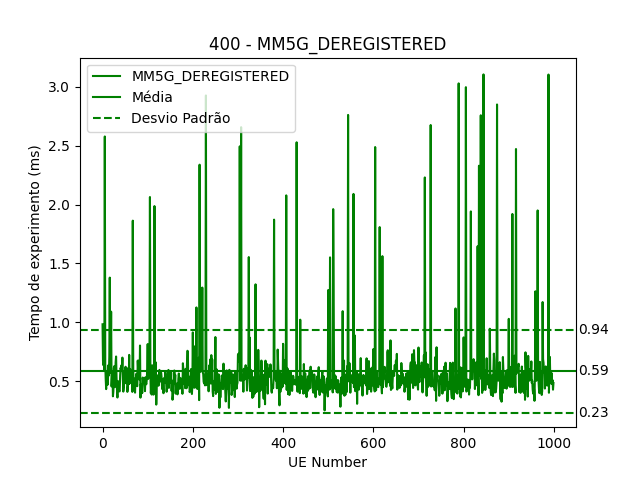 400 - MM5G_DEREGISTERED
MM5G_DEREGISTERED
Média
Desvio Padrão
Tempo de experimento (ms)
3.0
2.5
2.0
1.5
1.0
0.5
0.94
0.59
0.23
0
200
400
600
800
1000
UE Number